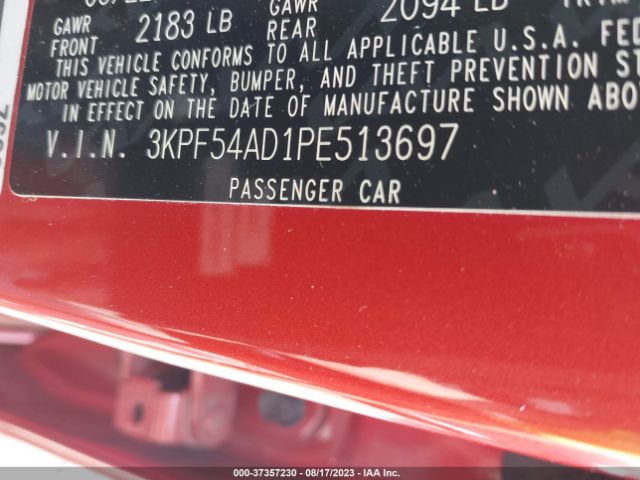 GAWR GAWR
FRONT 2183 LB REAR 2094 LB
THIS VEHICLE CONFORMS TO ALL APPLICABLE U.S.A. FED
MOTOR VEHICLE SAFETY, BUMPER, AND THEFT PREVENTION ST
IN EFFECT ON THE DATE OF MANUFACTURE SHOWN ABO
V.I.N. 3KPF54AD1PE513697
PASSENGER CAR
000-37357230 - 08/17/2023 - IAA Inc.